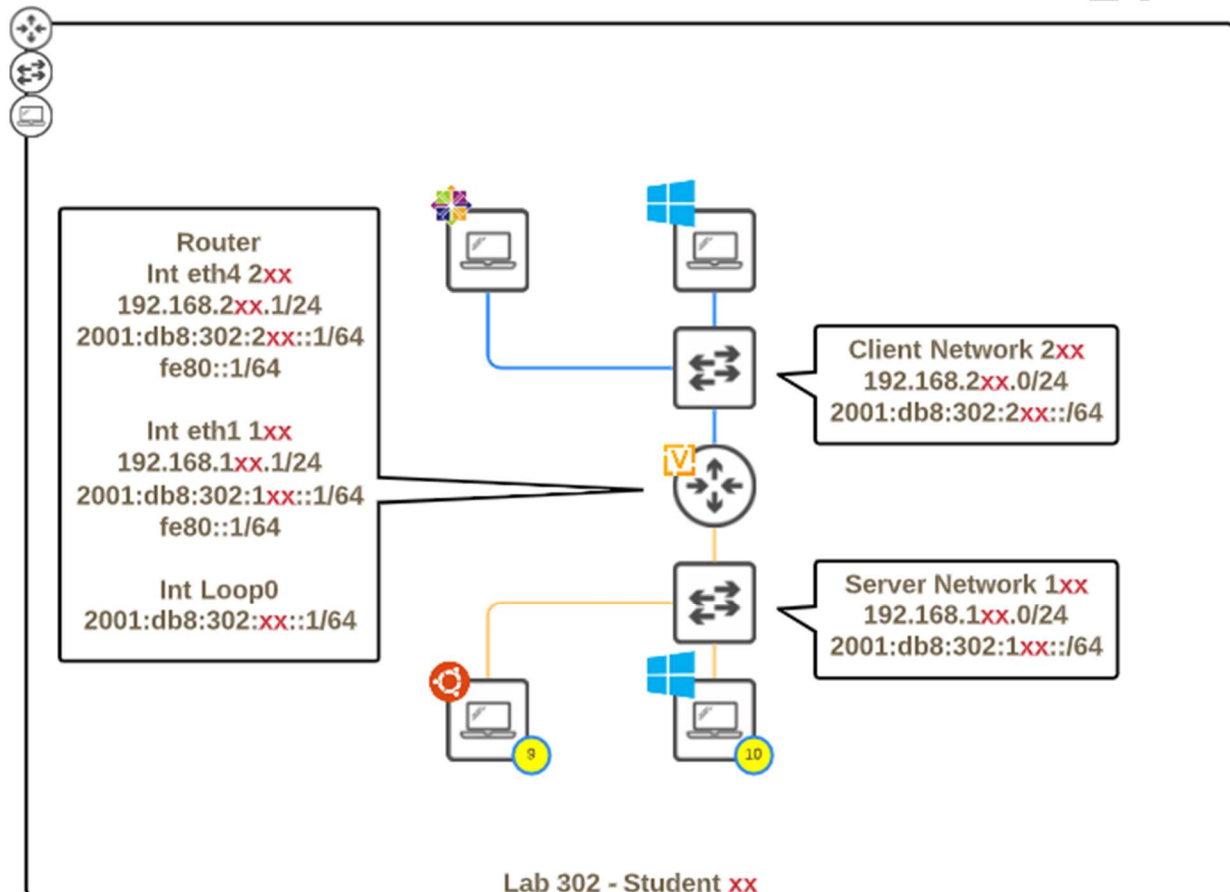 Router
Int eth4 2xx
192.168.2xx.1/24
2001:db8:302:2xx::1/64
fe80::1/64
Int eth1 1xx
192.168.1xx.1/24
2001:db8:302:1xx::1/64
fe80::1/64
Int Loop0
2001:db8:302:xx::1/64
Client Network 2xx
192.168.2xx.0/24
2001:db8:302:2xx::/64
V
Server Network 1xx
192.168.1xx.0/24
2001:db8:302:1xx::/64
9
10
Lab 302 - Student xx